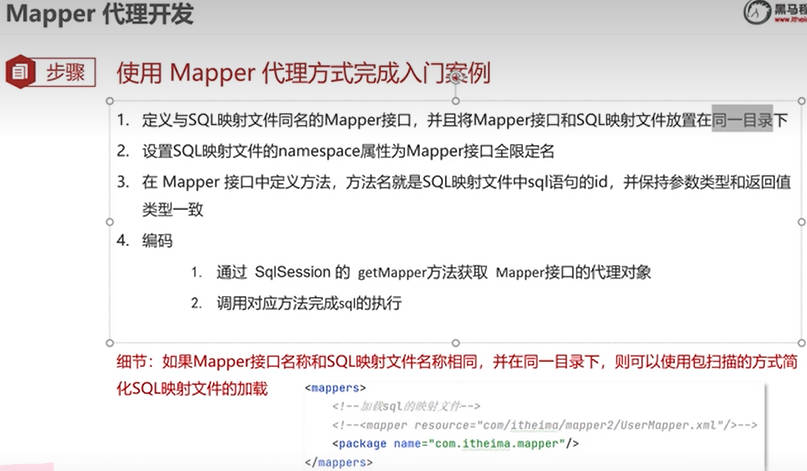 Mapper 代理开发
黑马程
www.ithei
步骤
使用 Mapper 代理方式完成入门案例
1. 定义与SQL映射文件同名的Mapper接口，并且将Mapper接口和SQL映射文件放置在同一目录下
2. 设置SQL映射文件的namespace属性为Mapper接口全限定名
3. 在 Mapper 接口中定义方法，方法名就是SQL映射文件中sql语句的id，并保持参数类型和返回值
类型一致
4. 编码
1. 通过 SqlSession 的 getMapper方法获取 Mapper接口的代理对象
2. 调用对应方法完成sql的执行
细节：如果Mapper接口名称和SQL映射文件名称相同，并在同一目录下，则可以使用包扫描的方式简
化SQL映射文件的加载
<mappers>
<!--加载sql的映射文件-->
<!--<mapper resource="com/itheima/mapper2/UserMapper.xml"/>-->
<package name="com.itheima.mapper"/>
</mappers>